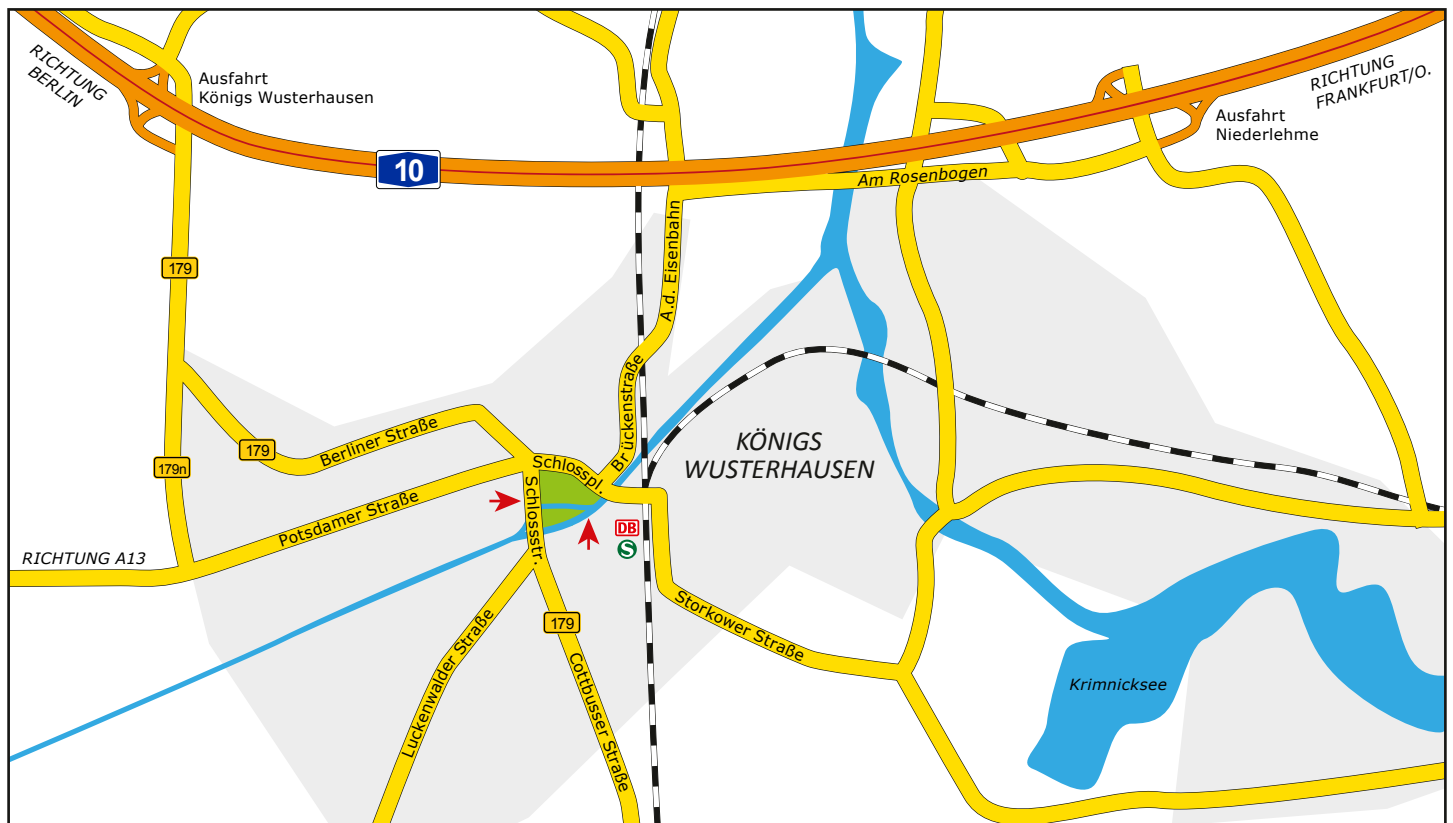 RICHTUNG
BERLIN
Ausfahrt
Königs Wusterhausen
RICHTUNG
FRANKFURT/O.
Ausfahrt
Niederlehme
10
Am Rosenbogen
A.d. Eisenbahn
179
Brückenstraße
Berliner Straße
179
179n
Schlosspl.
KÖNIGS
WUSTERHAUSEN
Potsdamer Straße
Schlossstr.
DB
S
RICHTUNG A13
Storkower Straße
179
Luckenwalder Straße
Cottbusser Straße
Krimnicksee